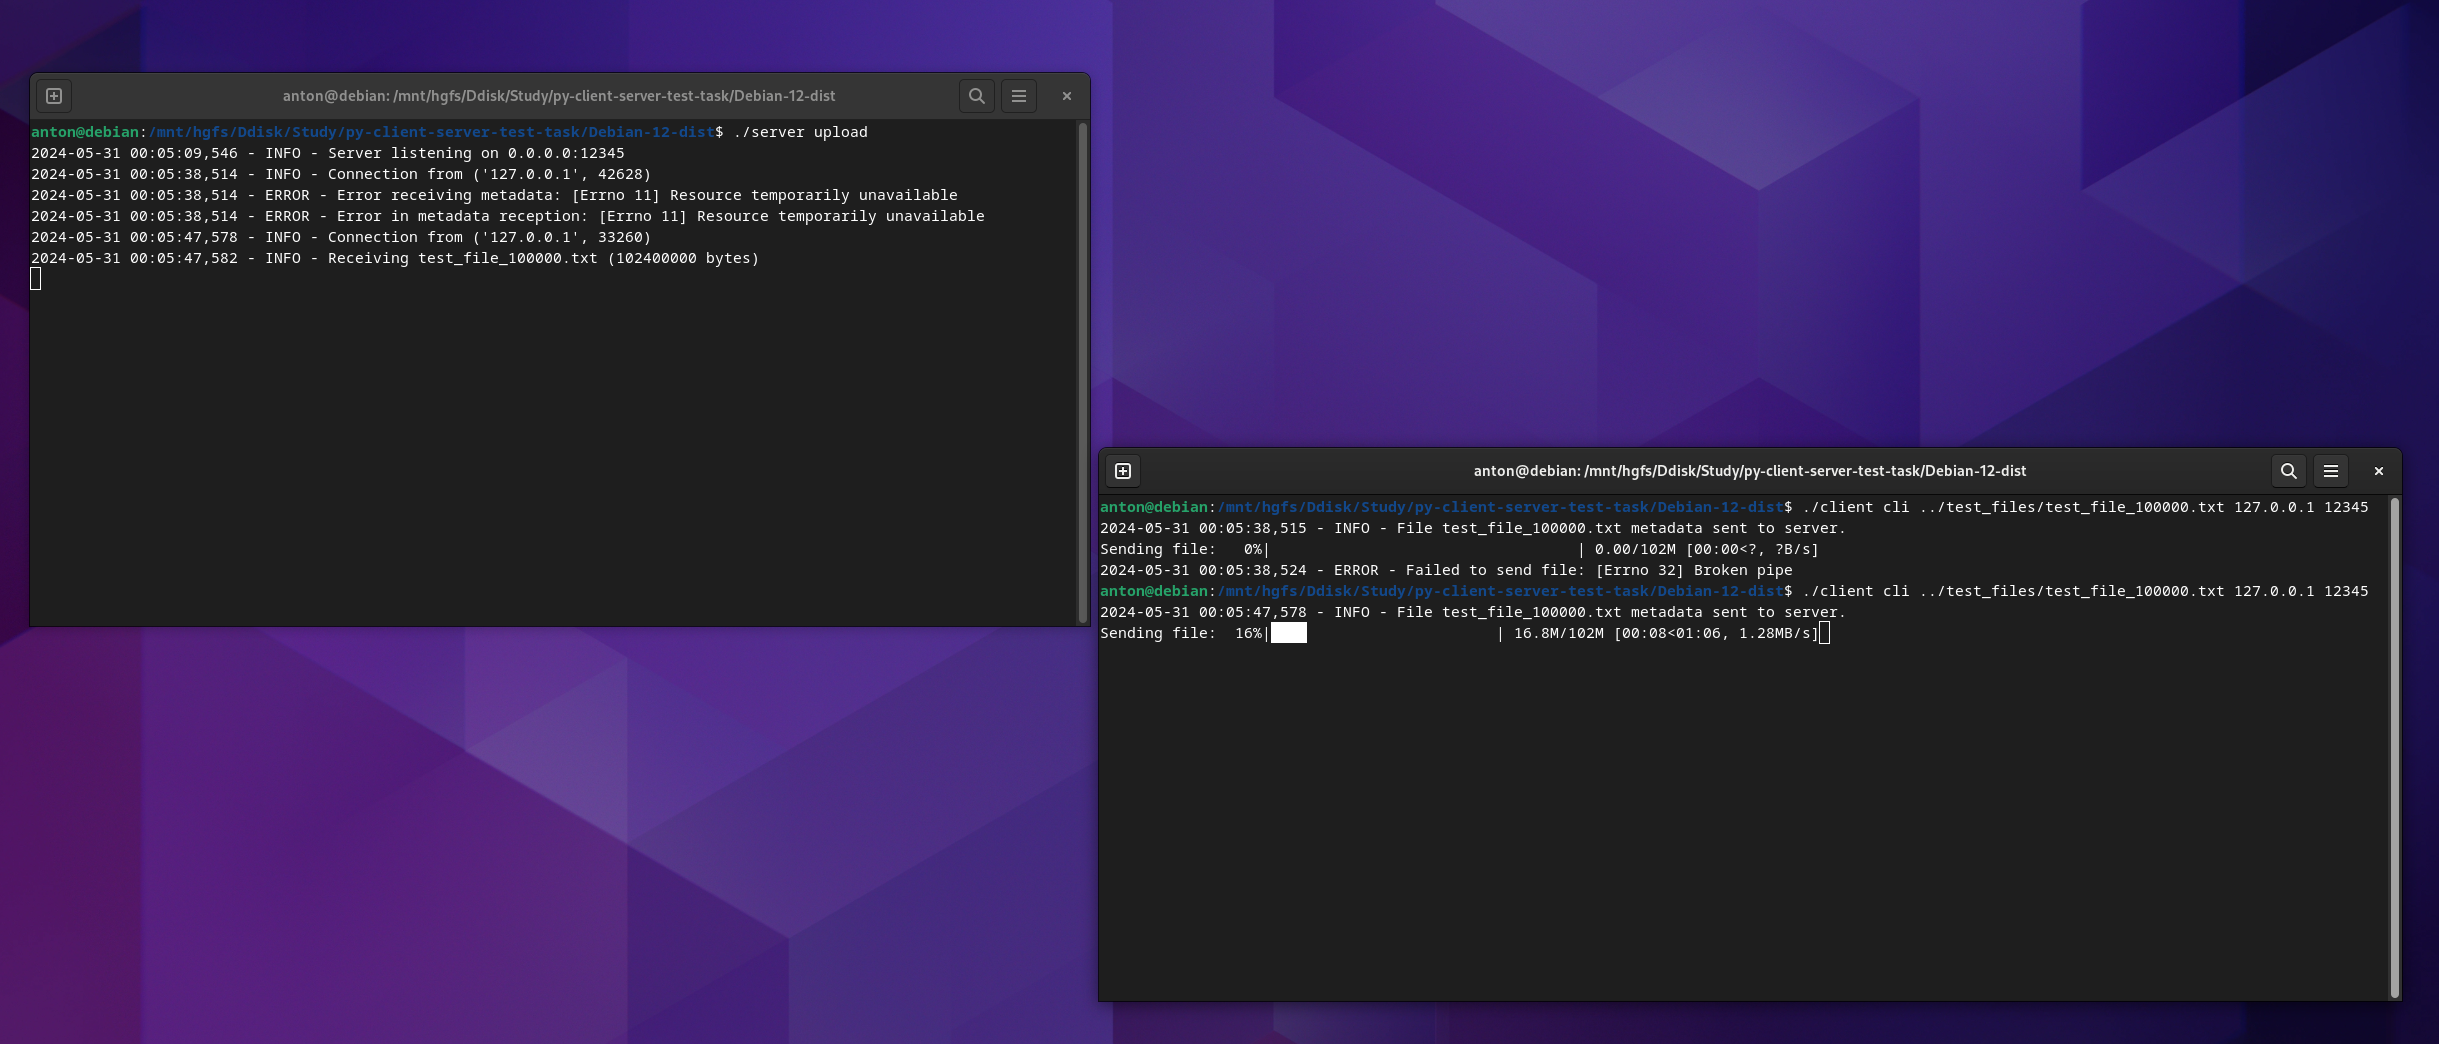 anton@debian: /mnt/hgfs/Ddisk/Study/py-client-server-test-task/Debian-12-dist
anton@debian:/mnt/hgfs/Ddisk/Study/py-client-server-test-task/Debian-12-dist$ ./server upload
2024-05-31 00:05:09,546 - INFO - Server listening on 0.0.0.0:12345
2024-05-31 00:05:38,514 - INFO - Connection from ('127.0.0.1', 42628)
2024-05-31 00:05:38,514 - ERROR - Error receiving metadata: [Errno 11] Resource temporarily unavailable
2024-05-31 00:05:38,514 - ERROR - Error in metadata reception: [Errno 11] Resource temporarily unavailable
2024-05-31 00:05:47,578 - INFO - Connection from ('127.0.0.1', 33260)
2024-05-31 00:05:47,582 - INFO - Receiving test_file_100000.txt (102400000 bytes)
anton@debian: /mnt/hgfs/Ddisk/Study/py-client-server-test-task/Debian-12-dist
anton@debian:/mnt/hgfs/Ddisk/Study/py-client-server-test-task/Debian-12-dist$ ./client cli ../test_files/test_file_100000.txt 127.0.0.1 12345
2024-05-31 00:05:38,515 - INFO - File test_file_100000.txt metadata sent to server.
Sending file:   0%|                                  | 0.00/102M [00:00<?, ?B/s]
2024-05-31 00:05:38,524 - ERROR - Failed to send file: [Errno 32] Broken pipe
anton@debian:/mnt/hgfs/Ddisk/Study/py-client-server-test-task/Debian-12-dist$ ./client cli ../test_files/test_file_100000.txt 127.0.0.1 12345
2024-05-31 00:05:47,578 - INFO - File test_file_100000.txt metadata sent to server.
Sending file:  16%|████                     | 16.8M/102M [00:08<01:06, 1.28MB/s]